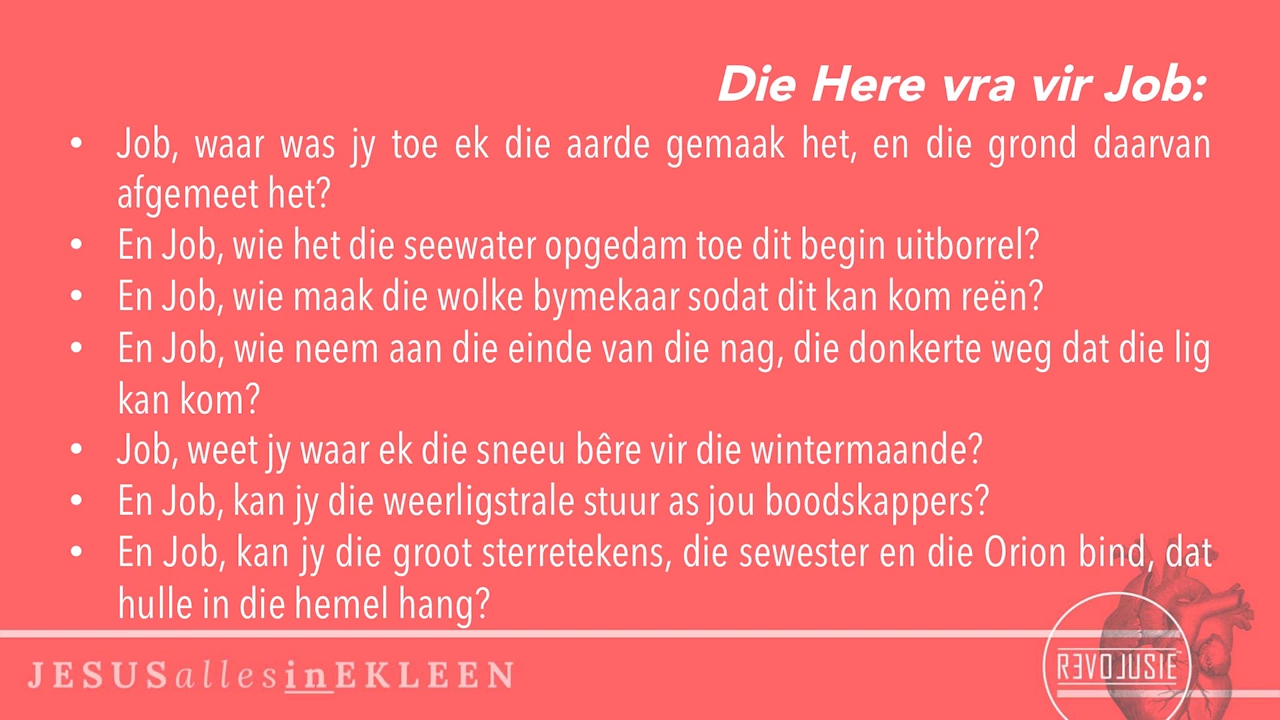 Die Here vra vir Job:
• Job, waar was jy toe ek die aarde gemaak het, en die grond daarvan
afgemeet het?
• En Job, wie het die seewater opgedam toe dit begin uitborrel?
• En Job, wie maak die wolke bymekaar sodat dit kan kom reën?
• En Job, wie neem aan die einde van die nag, die donkerte weg dat die lig
kan kom?
• Job, weet jy waar ek die sneeu bêre vir die wintermaande?
• En Job, kan jy die weerligstrale stuur as jou boodskappers?
• En Job, kan jy die groot sterretekens, die sewester en die Orion bind, dat
hulle in die hemel hang?
JESUSallesinEKLEEN
REVOLUSIE